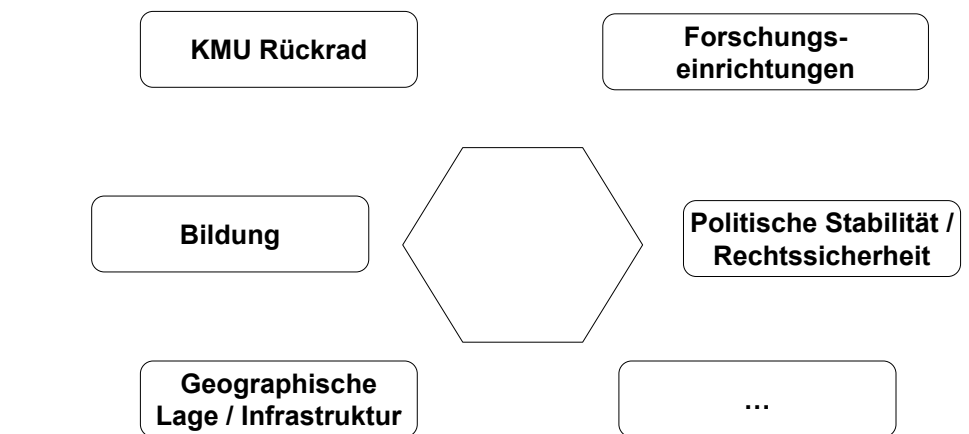 KMU Rückrad
Forschungs-
einrichtungen
Bildung
Politische Stabilität /
Rechtssicherheit
Geographische
Lage / Infrastruktur
...